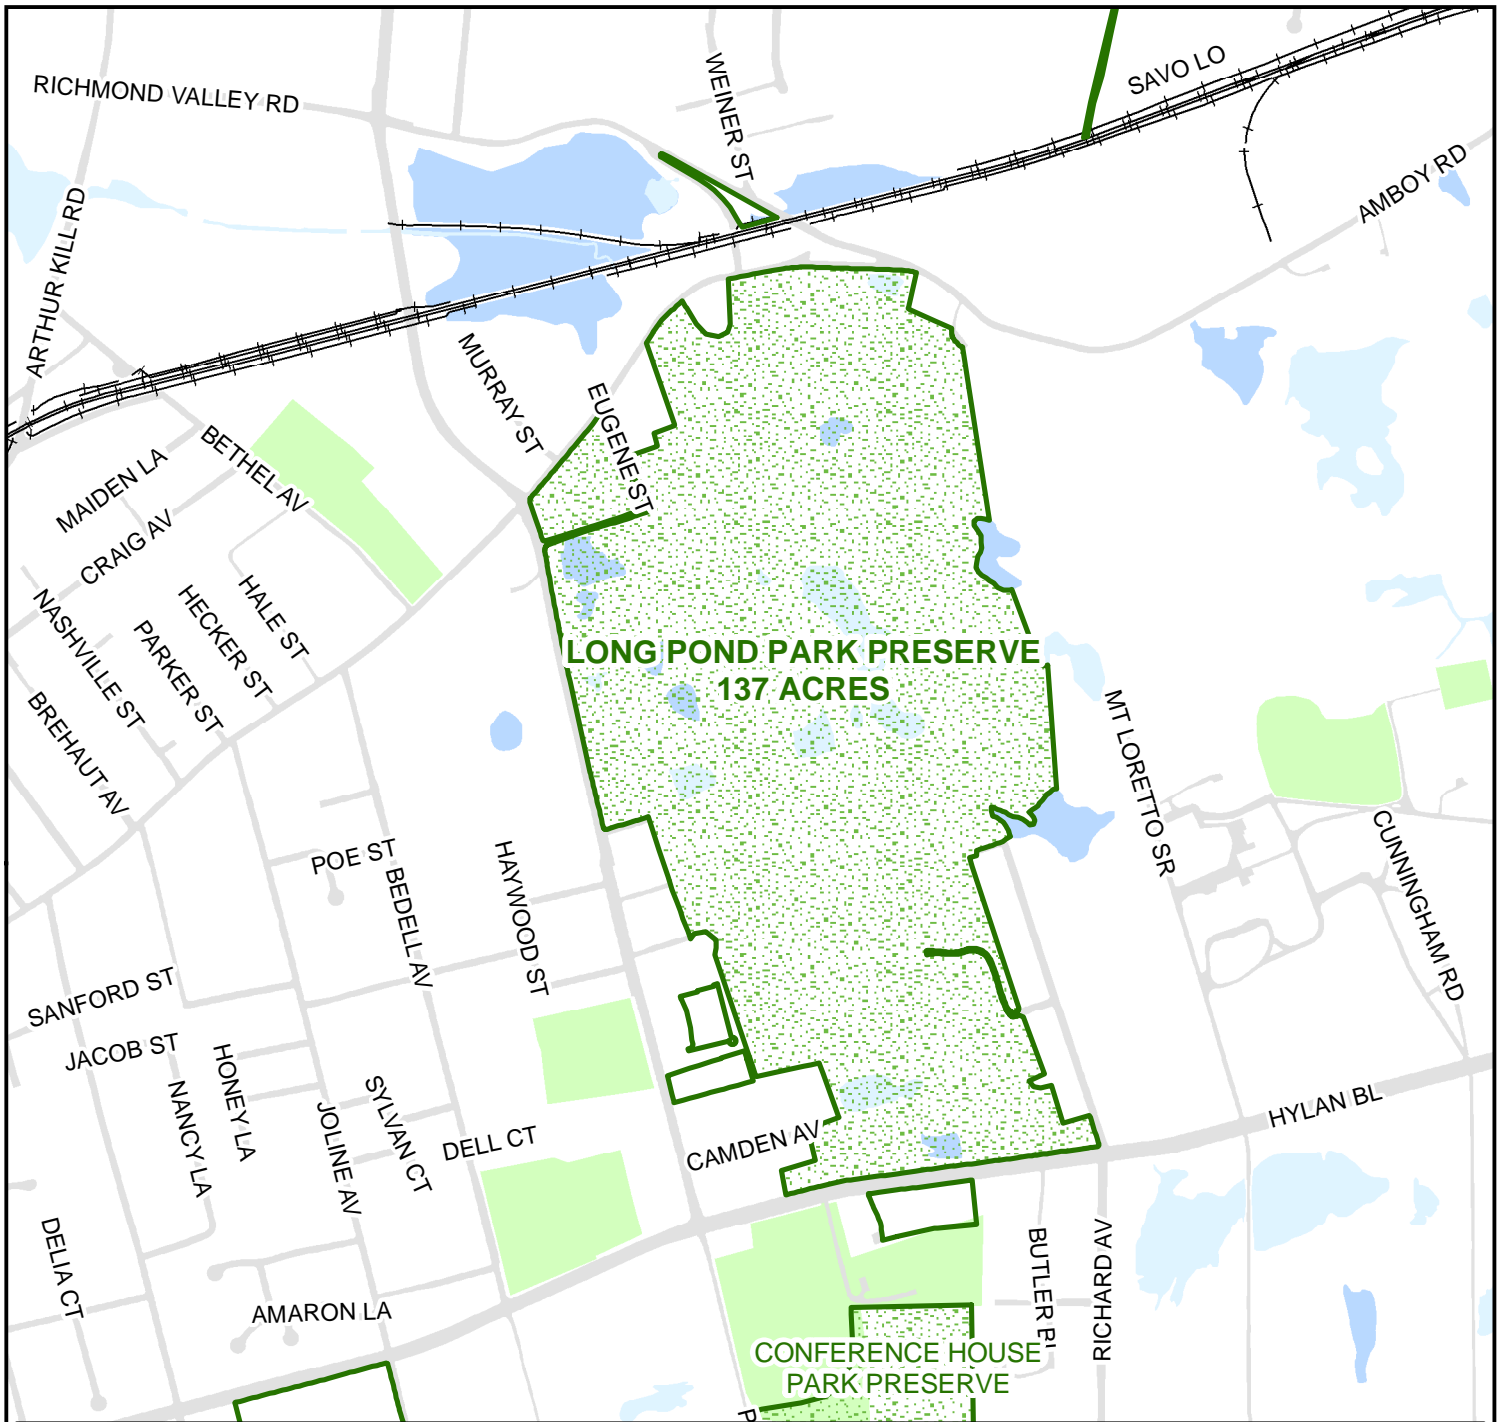 SAVO LO
WEINER ST
RICHMOND VALLEY RD
AMBOY RD
ARTHUR KILL RD
MURRAY ST
EUGENE ST
BETHEL AV
MAIDEN LA
CRAIG AV
HALE ST
HECKER ST
NASHVILLE ST
PARKER ST
LONG POND PARK PRESERVE
137 ACRES
BREHAUT AV
MT LORETTO SR
CUNNINGHAM RD
POE ST
BEDELL AV
HAYWOOD ST
SANFORD ST
JACOB ST
HONEY LA
NANCY LA
JOLINE AV
SYLVAN CT
DELL CT
CAMDEN AV
HYLAN BL
DELIA CT
BUTLER Pl
RICHARD AV
AMARON LA
CONFERENCE HOUSE
PARK PRESERVE